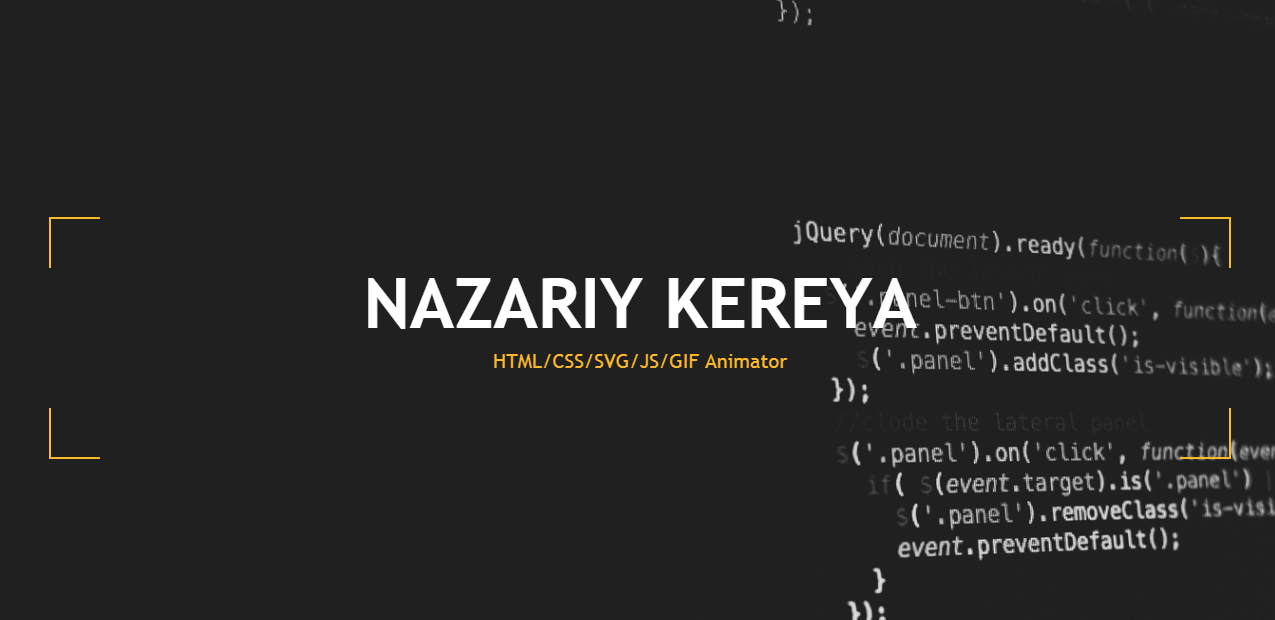 });
jQuery(document).ready(function( ){
NAZARIY KEREYA
HTML/CSS/SVG/JS/GIF Animator
.panel-btn').on('click', function(e
event.preventDefault();
$('.panel').addClass('is-visible');
});
//clode the lateral panel
$('.panel').on('click', function(even
if( $(event.target).is('.panel') |
$('.panel').removeClass('is-visi
event.preventDefault();
}
});